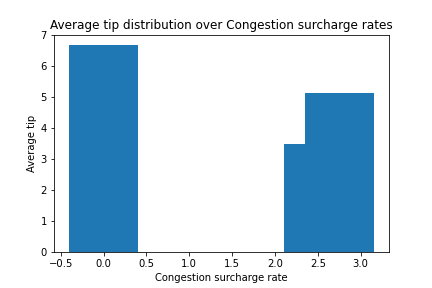 Average tip distribution over Congestion surcharge rates
7
6
5
4
3
2
1
0
Average tip
−0.5 0.0 0.5 1.0 1.5 2.0 2.5 3.0
Congestion surcharge rate